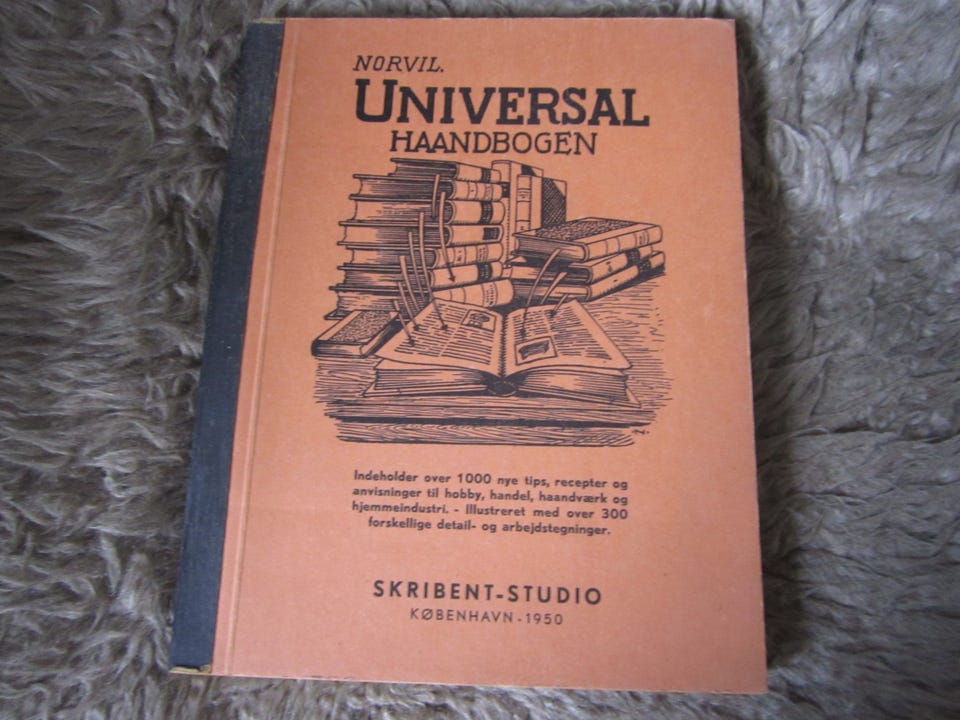 NORVIL.
UNIVERSAL
HAANDBOGEN
Indeholder over 1000 nye tips, recepter og
anvisninger til hobby, handel, haandværk og
hjemmeindustri. - Illustreret med over 300
forskellige detail- og arbejdstegninger.
SKRIBENT-STUDIO
KØBENHAVN - 1950